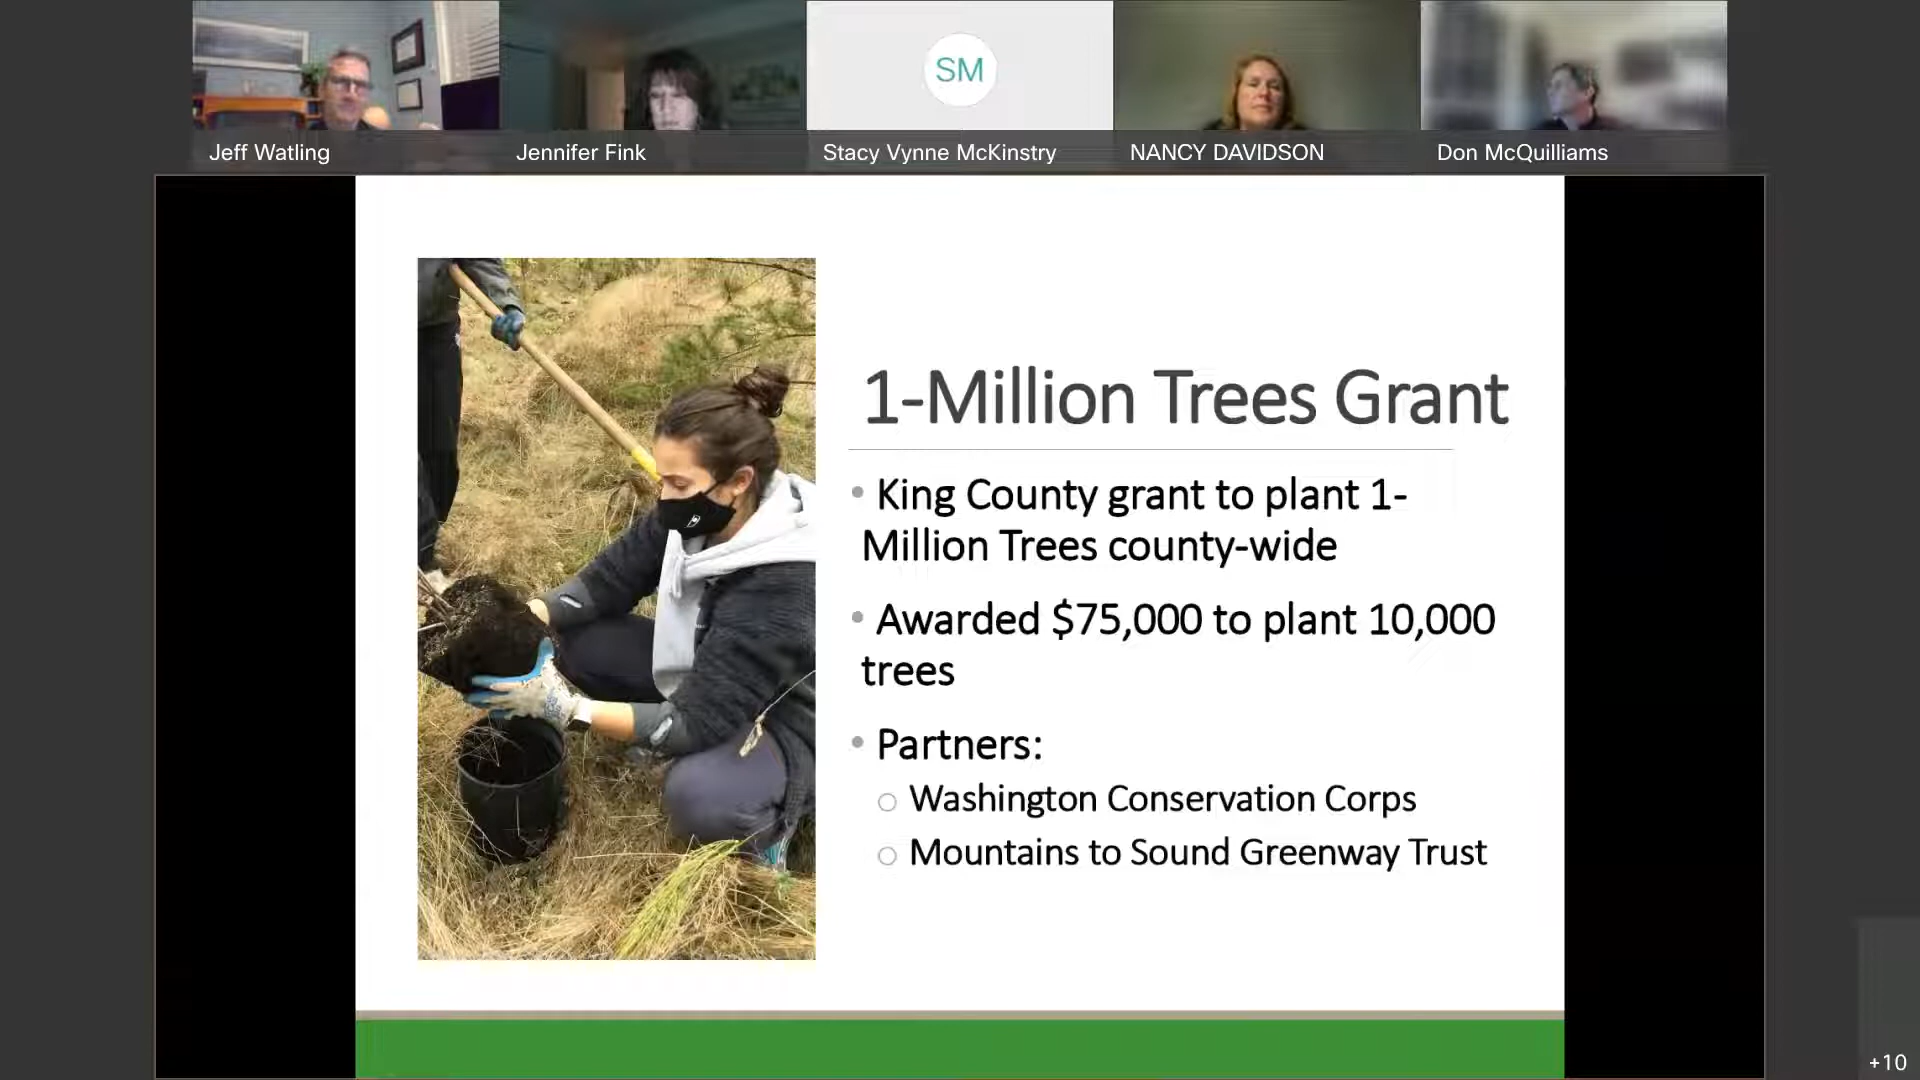 SM
Jeff Watling
Jennifer Fink
Stacy Vynne McKinstry
NANCY DAVIDSON
Don McQuilliams
1-Million Trees Grant
• King County grant to plant 1-
Million Trees county-wide
• Awarded $75,000 to plant 10,000
trees
• Partners:
○ Washington Conservation Corps
○ Mountains to Sound Greenway Trust
+10